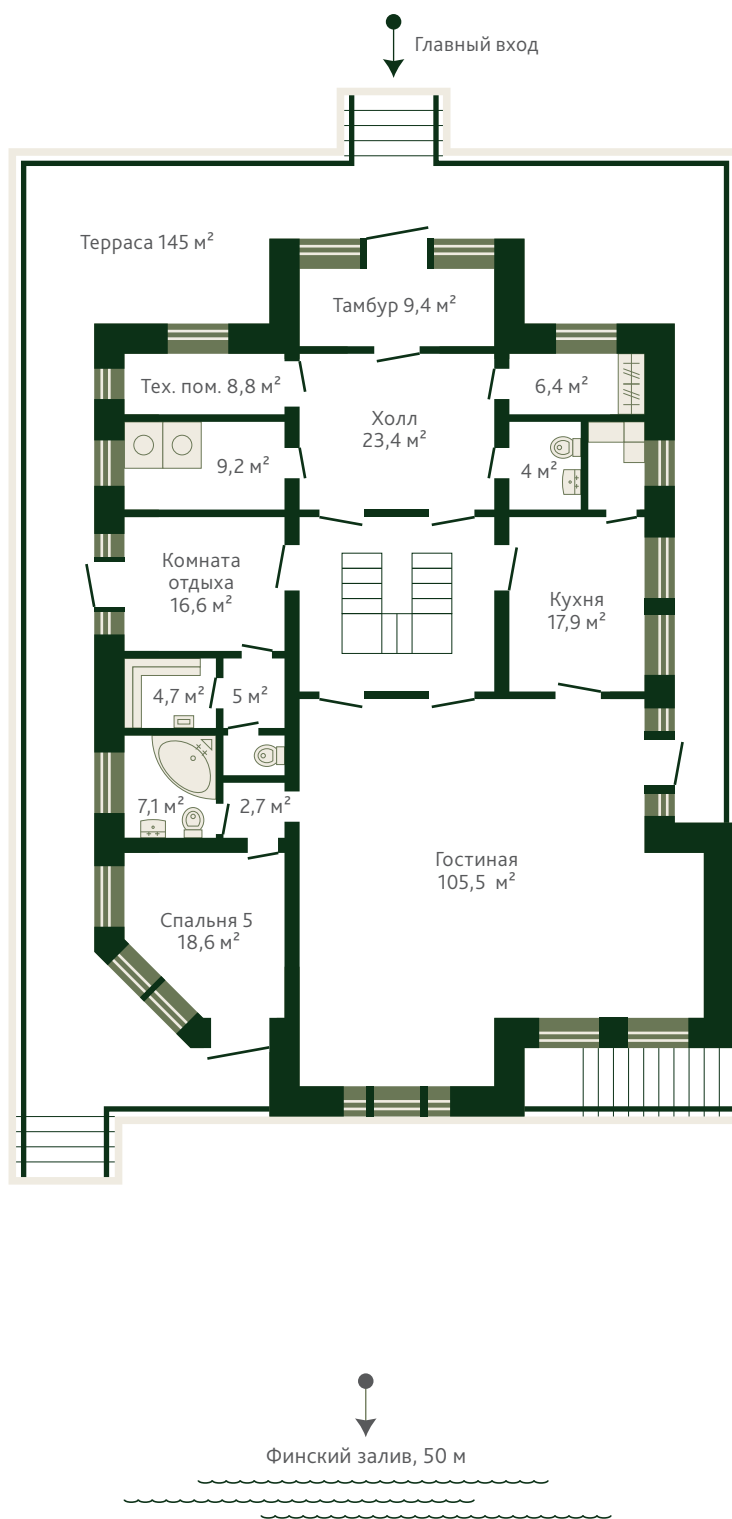 Главный вход
Терраса 145 м²
Тамбур 9,4 м²
Тех. пом. 8,8 м²
6,4 м²
Холл
23,4 м²
9,2 м²
4 м²
Комната
отдыха
16,6 м²
Кухня
17,9 м²
4,7 м²
5 м²
7,1 м²
2,7 м²
Гостиная
105,5 м²
Спальня 5
18,6 м²
Финский залив, 50 м